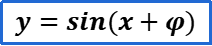 y = sin(x + φ)